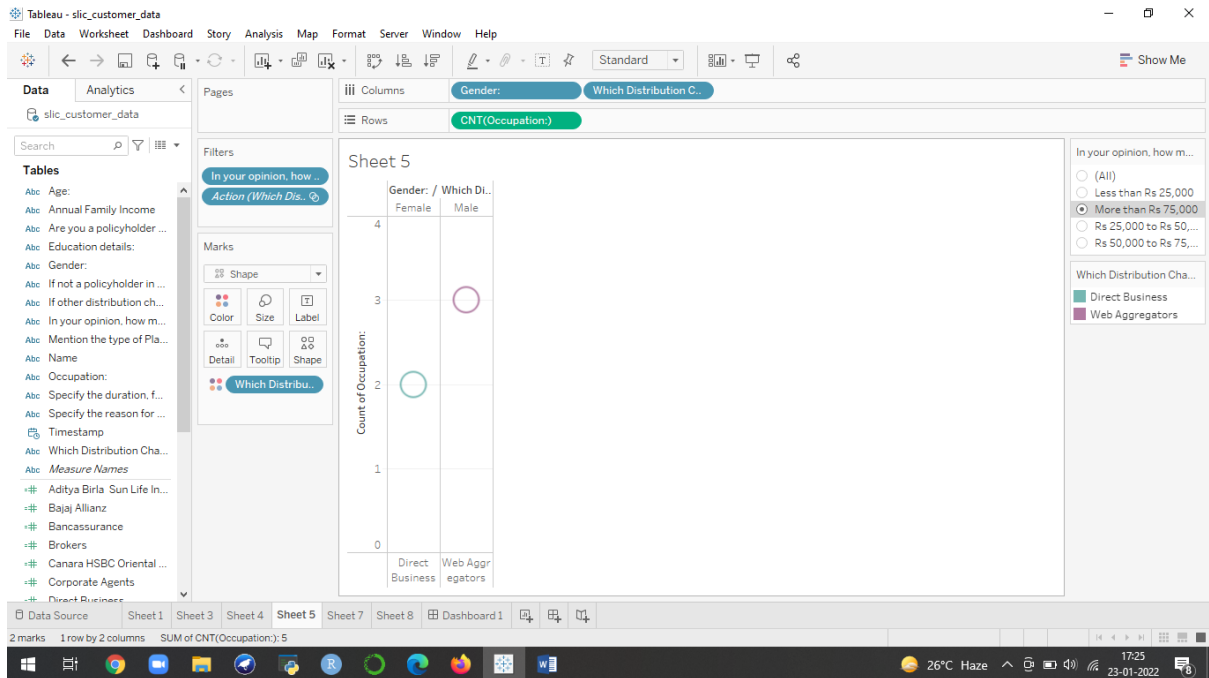 Tableau - slic_customer_data
File Data Worksheet Dashboard Story Analysis Map Format Server Window Help
Standard
Show Me
Data Analytics
slic_customer_data
Search
Tables
Abc Age:
Abc Annual Family Income
Abc Are you a policyholder ...
Abc Education details:
Abc Gender:
Abc If not a policyholder in ...
Abc If other distribution ch...
Abc In your opinion, how m...
Abc Mention the type of Pla...
Abc Name
Abc Occupation:
Abc Specify the duration, f...
Abc Specify the reason for ...
Timestamp
Abc Which Distribution Cha...
Abc Measure Names
=# Aditya Birla Sun Life In...
=# Bajaj Allianz
=# Bancassurance
=# Brokers
=# Canara HSBC Oriental ...
=# Corporate Agents
=# Direct Business
Pages
Filters
In your opinion, how ..
Action (Which Dis..
Marks
Shape
Color Size Label
Detail Tooltip Shape
Which Distribu..
Columns Gender: Which Distribution C..
Rows CNT(Occupation:)
Sheet 5
Gender: / Which Di..
Female Male
4
3
2
1
0
Count of Occupation:
Direct Business
Web Aggregators
In your opinion, how m...
(All)
Less than Rs 25,000
More than Rs 75,000
Rs 25,000 to Rs 50,...
Rs 50,000 to Rs 75,...
Which Distribution Cha...
Direct Business
Web Aggregators
Data Source Sheet 1 Sheet 3 Sheet 4 Sheet 5 Sheet 7 Sheet 8 Dashboard 1
2 marks 1 row by 2 columns SUM of CNT(Occupation:): 5
R
W
26°C Haze
17:25
23-01-2022
8